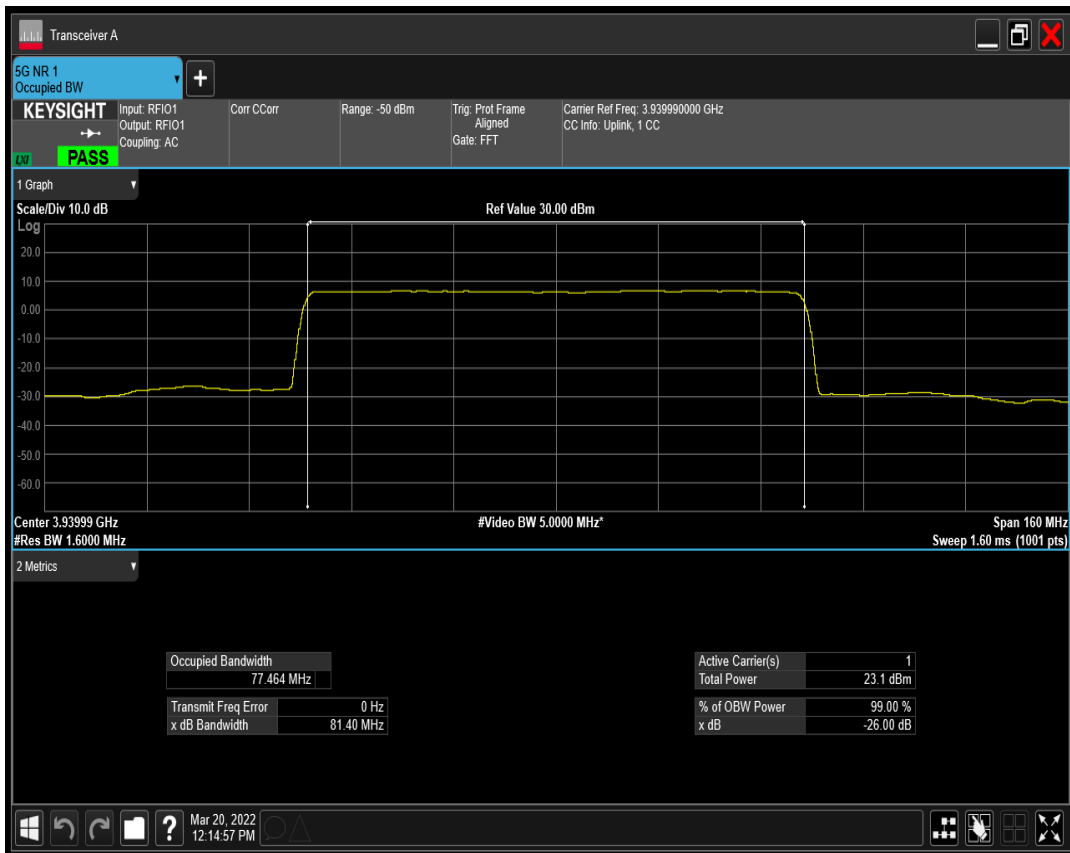 Transceiver A
5G NR 1
Occupied BW
+
KEYSIGHT
LXI
PASS
Input: RFIO1
Output: RFIO1
Coupling: AC
Corr CCorr
Range: -50 dBm
Trig: Prot Frame
Aligned
Gate: FFT
Carrier Ref Freq: 3.939990000 GHz
CC Info: Uplink, 1 CC
1 Graph
Scale/Div 10.0 dB
Ref Value 30.00 dBm
Log
20.0
10.0
0.00
-10.0
-20.0
-30.0
-40.0
-50.0
-60.0
Center 3.93999 GHz
#Video BW 5.0000 MHz*
Span 160 MHz
#Res BW 1.6000 MHz
Sweep 1.60 ms (1001 pts)
2 Metrics
Occupied Bandwidth
77.464 MHz
Transmit Freq Error 0 Hz
x dB Bandwidth 81.40 MHz
Active Carrier(s) 1
Total Power 23.1 dBm
% of OBW Power 99.00 %
x dB -26.00 dB
?
Mar 20, 2022
12:14:57 PM